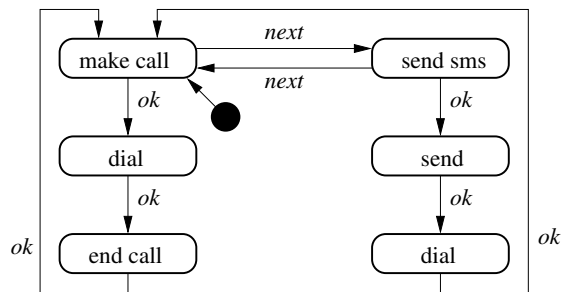 next
make call
send sms
next
ok
ok
dial
send
ok
ok
ok
ok
end call
dial